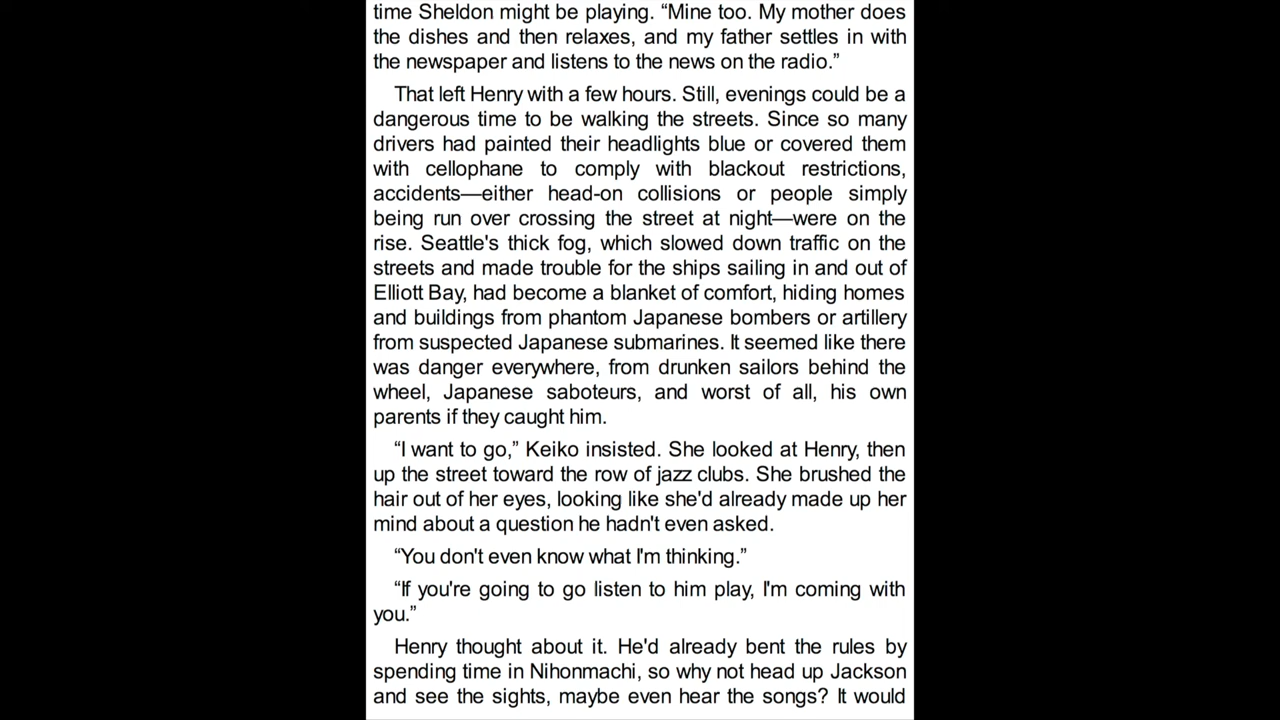 time Sheldon might be playing. “Mine too. My mother does
the dishes and then relaxes, and my father settles in with
the newspaper and listens to the news on the radio.”
That left Henry with a few hours. Still, evenings could be a
dangerous time to be walking the streets. Since so many
drivers had painted their headlights blue or covered them
with cellophane to comply with blackout restrictions,
accidents—either head-on collisions or people simply
being run over crossing the street at night—were on the
rise. Seattle's thick fog, which slowed down traffic on the
streets and made trouble for the ships sailing in and out of
Elliott Bay, had become a blanket of comfort, hiding homes
and buildings from phantom Japanese bombers or artillery
from suspected Japanese submarines. It seemed like there
was danger everywhere, from drunken sailors behind the
wheel, Japanese saboteurs, and worst of all, his own
parents if they caught him.
“I want to go,” Keiko insisted. She looked at Henry, then
up the street toward the row of jazz clubs. She brushed the
hair out of her eyes, looking like she'd already made up her
mind about a question he hadn't even asked.
“You don't even know what I'm thinking.”
“If you're going to go listen to him play, I'm coming with
you.”
Henry thought about it. He'd already bent the rules by
spending time in Nihonmachi, so why not head up Jackson
and see the sights, maybe even hear the songs? It would